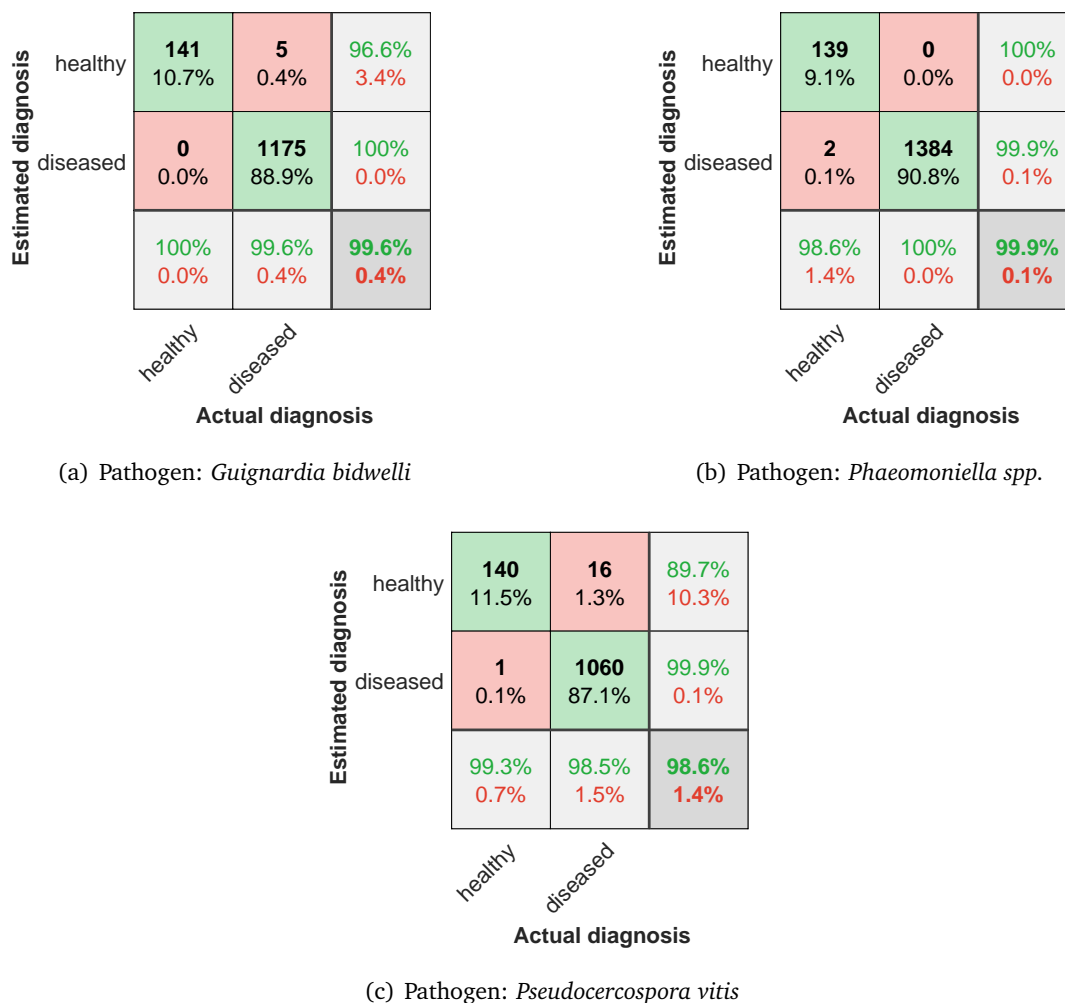 Estimated diagnosis
healthy 141 5 96.6%
10.7% 0.4% 3.4%
diseased 0 1175 100%
0.0% 88.9% 0.0%
100% 99.6% 99.6%
0.0% 0.4% 0.4%
healthy diseased
Actual diagnosis
(a) Pathogen: Guignardia bidwelli
Estimated diagnosis
healthy 139 0 100%
9.1% 0.0% 0.0%
diseased 2 1384 99.9%
0.1% 90.8% 0.1%
98.6% 100% 99.9%
1.4% 0.0% 0.1%
healthy diseased
Actual diagnosis
(b) Pathogen: Phaeomoniella spp.
Estimated diagnosis
healthy 140 16 89.7%
11.5% 1.3% 10.3%
diseased 1 1060 99.9%
0.1% 87.1% 0.1%
99.3% 98.5% 98.6%
0.7% 1.5% 1.4%
healthy diseased
Actual diagnosis
(c) Pathogen: Pseudocercospora vitis